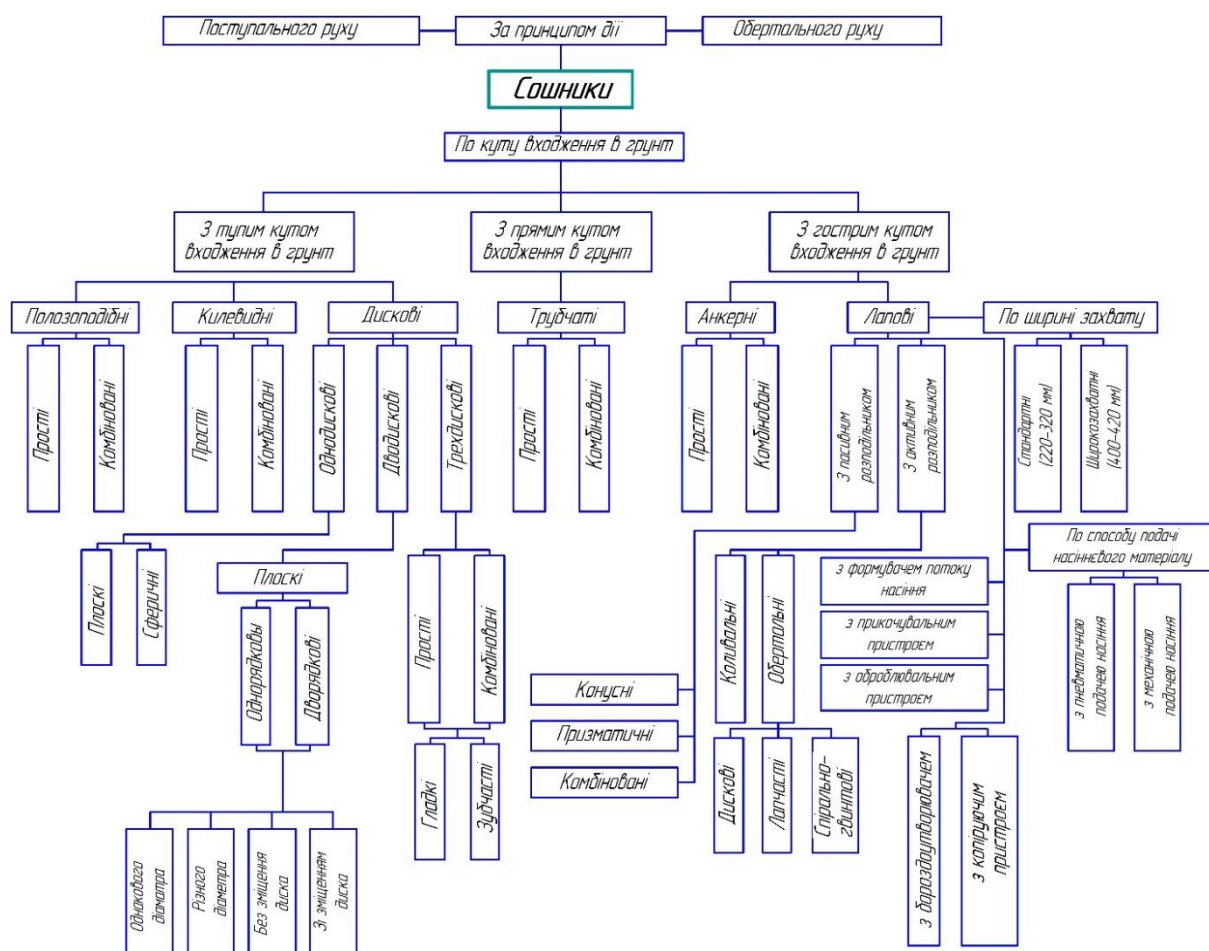 Поступального руху
За принципом дії
Обертального руху
Сошники
По куту входження в грунт
З тупим кутом
входження в грунт
З прямим кутом
входження в грунт
З гострим кутом
входження в грунт
Полозоподібні
Килевидні
Дискові
Трубчаті
Анкерні
Лапові
По ширині захвату
Прості
Комбіновані
Прості
Комбіновані
Однодискові
Дводискові
Трехдискові
Прості
Комбіновані
Прості
Комбіновані
З пасивним
розподільником
З активним
розподільником
Стандартні
(220-320 мм)
Широкозахватні
(400-420 мм)
Плоскі
Сферичні
Плоскі
Однорядковы
Дворядкові
Прості
Комбіновані
Коливальні
Обертальні
з формувачем потоку
насіння
з прикочувальним
пристроєм
з оброблювальним
пристроєм
По способу подачі
насіннєвого матеріалу
з пневматичною
подачею насіння
з механічною
подачею насіння
Конусні
Призматичні
Комбіновані
Гладкі
Зубчасті
Дискові
Лапчасті
Спірально-
гвинтові
з бороздоутворювачем
з копіруючим
пристроєм
Однакового
діаматра
Різного
діаметра
Без зміщення
диска
Зі зміщенням
диска